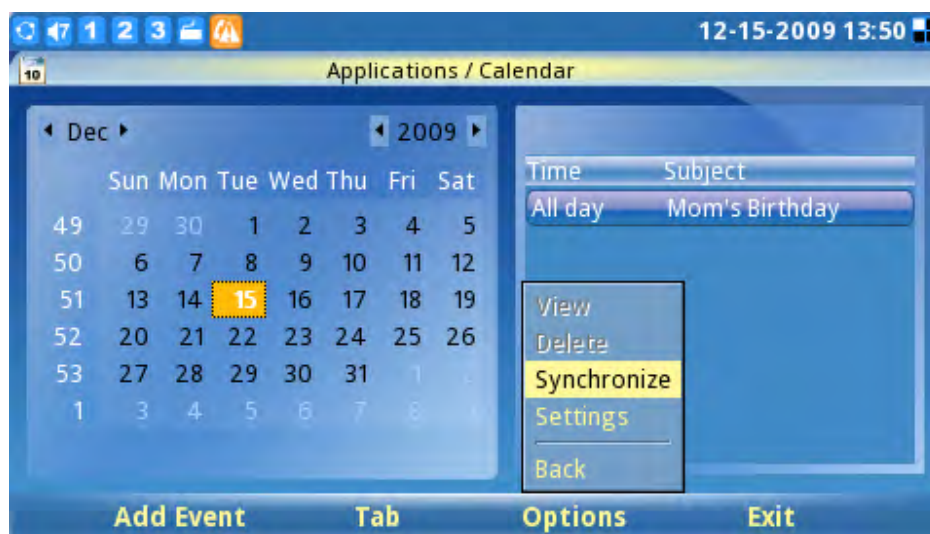 47 1 2 3 12-15-2009 13:50
10 Applications / Calendar
Dec 2009
Sun Mon Tue Wed Thu Fri Sat
49 29 30 1 2 3 4 5
50 6 7 8 9 10 11 12
51 13 14 15 16 17 18 19
52 20 21 22 23 24 25 26
53 27 28 29 30 31 1
1 3 4 5 6 7 8
Time Subject
All day Mom's Birthday
View
Delete
Synchronize
Settings
Back
Add Event Tab Options Exit